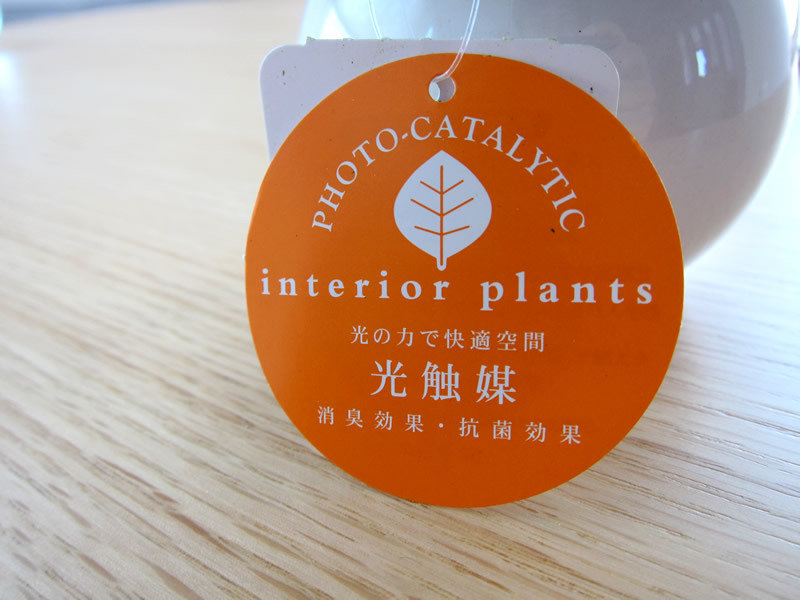 PHOTO-CATALYTIC
interior plants
光の力で快適空間
光触媒
消臭効果・抗菌効果